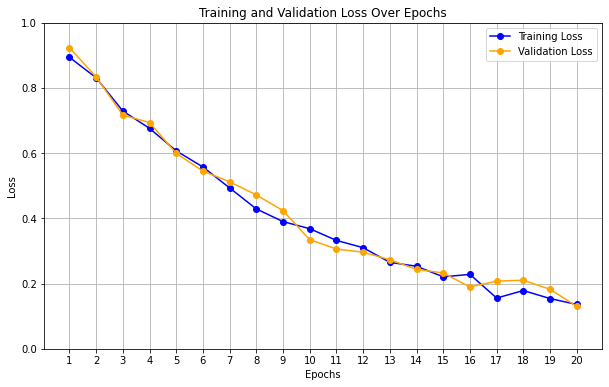 Training and Validation Loss Over Epochs
Training Loss
Validation Loss
1.0
0.8
0.6
0.4
0.2
0.0
Loss
1 2 3 4 5 6 7 8 9 10 11 12 13 14 15 16 17 18 19 20
Epochs